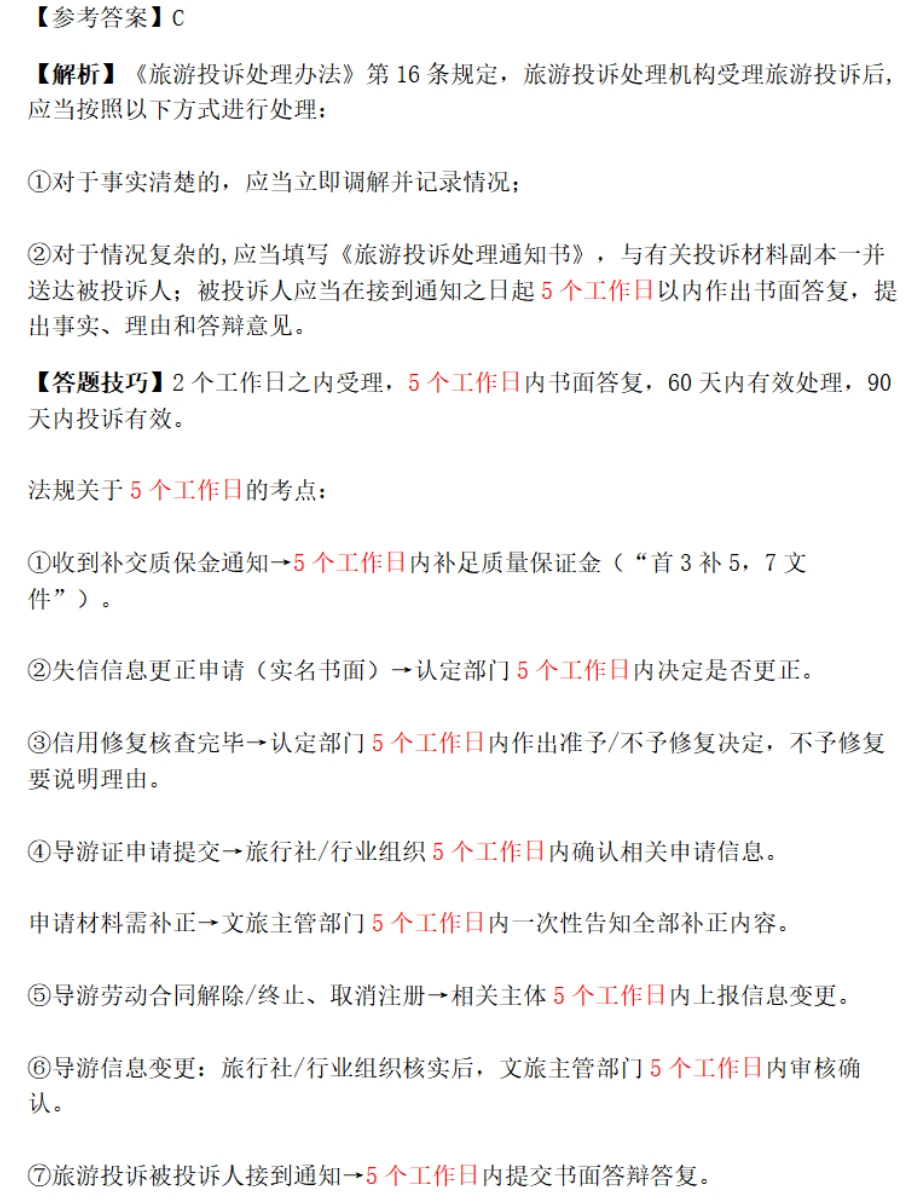 【参考答案】C
【解析】《旅游投诉处理办法》第 16 条规定，旅游投诉处理机构受理旅游投诉后，
应当按照以下方式进行处理：
①对于事实清楚的，应当立即调解并记录情况；
②对于情况复杂的,应当填写《旅游投诉处理通知书》，与有关投诉材料副本一并
送达被投诉人；被投诉人应当在接到通知之日起 5 个工作日以内作出书面答复，提
出事实、理由和答辩意见。
【答题技巧】2 个工作日之内受理，5 个工作日内书面答复，60 天内有效处理，90
天内投诉有效。
法规关于 5 个工作日的考点：
①收到补交质保金通知→5 个工作日内补足质量保证金（“首 3 补 5，7 文
件”）。
②失信信息更正申请（实名书面）→认定部门 5 个工作日内决定是否更正。
③信用修复核查完毕→认定部门 5 个工作日内作出准予/不予修复决定，不予修复
要说明理由。
④导游证申请提交→旅行社/行业组织 5 个工作日内确认相关申请信息。
申请材料需补正→文旅主管部门 5 个工作日内一次性告知全部补正内容。
⑤导游劳动合同解除/终止、取消注册→相关主体 5 个工作日内上报信息变更。
⑥导游信息变更：旅行社/行业组织核实后，文旅主管部门 5 个工作日内审核确
认。
⑦旅游投诉被投诉人接到通知→5 个工作日内提交书面答辩答复。